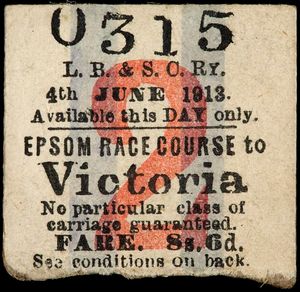 0315
L. B. & S. C. RY.
4th JUNE 1913.
Available this DAY only.
EPSOM RACE COURSE to
Victoria
No particular class of
carriage guaranteed.
FARE. 8s. 6d.
See conditions on back.
2